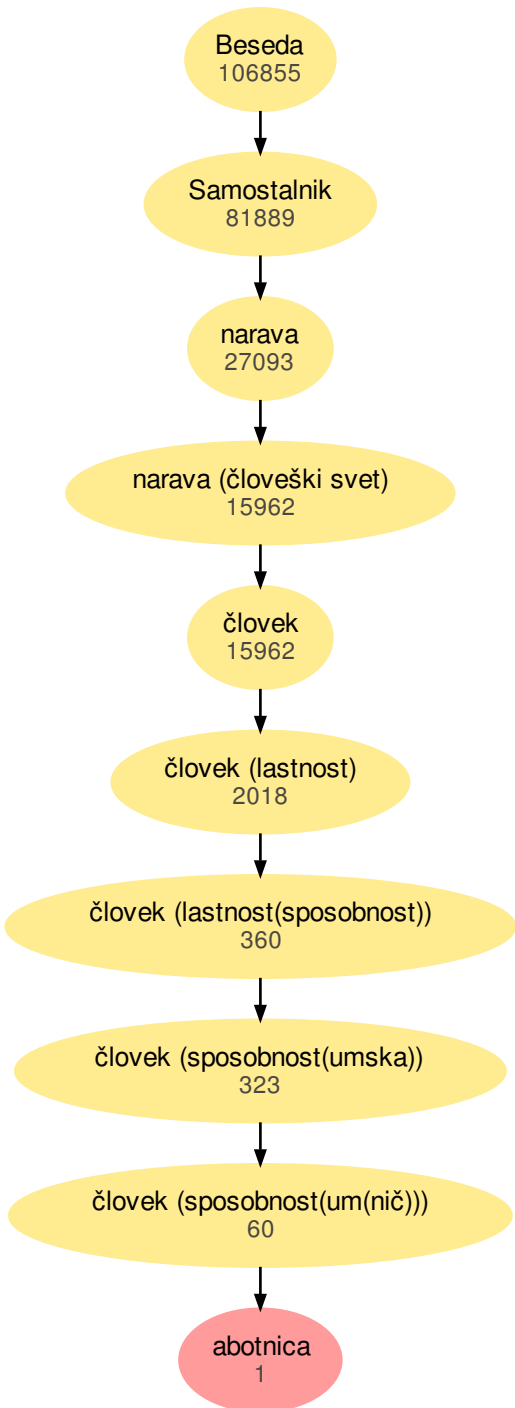 Beseda
106855
Samostalnik
81889
narava
27093
narava (človeški svet)
15962
človek
15962
človek (lastnost)
2018
človek (lastnost(sposobnost))
360
človek (sposobnost(umska))
323
človek (sposobnost(um(nič)))
60
abotnica
1